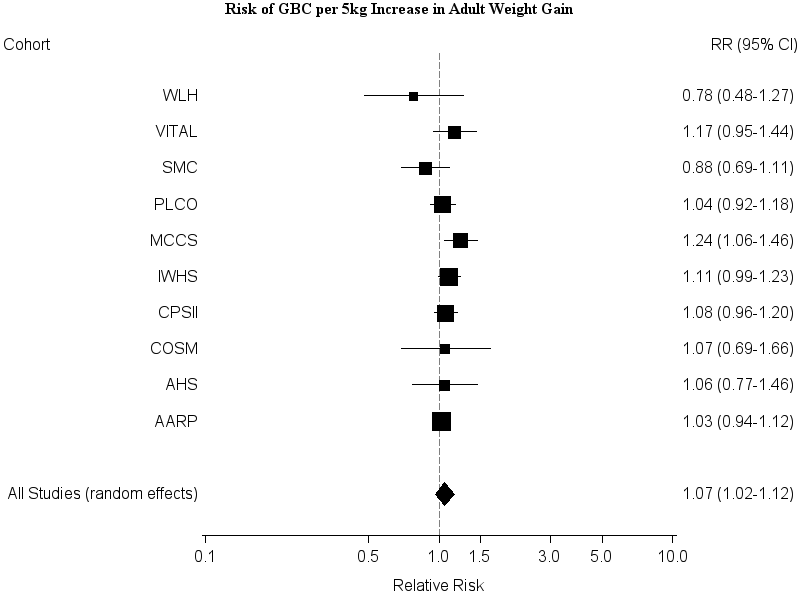 Risk of GBC per 5kg Increase in Adult Weight Gain
Cohort RR (95% CI)
WLH 0.78 (0.48-1.27)
VITAL 1.17 (0.95-1.44)
SMC 0.88 (0.69-1.11)
PLCO 1.04 (0.92-1.18)
MCCS 1.24 (1.06-1.46)
IWHS 1.11 (0.99-1.23)
CPSII 1.08 (0.96-1.20)
COSM 1.07 (0.69-1.66)
AHS 1.06 (0.77-1.46)
AARP 1.03 (0.94-1.12)
All Studies (random effects) 1.07 (1.02-1.12)
0.1 0.5 1.0 1.5 3.0 5.0 10.0
Relative Risk